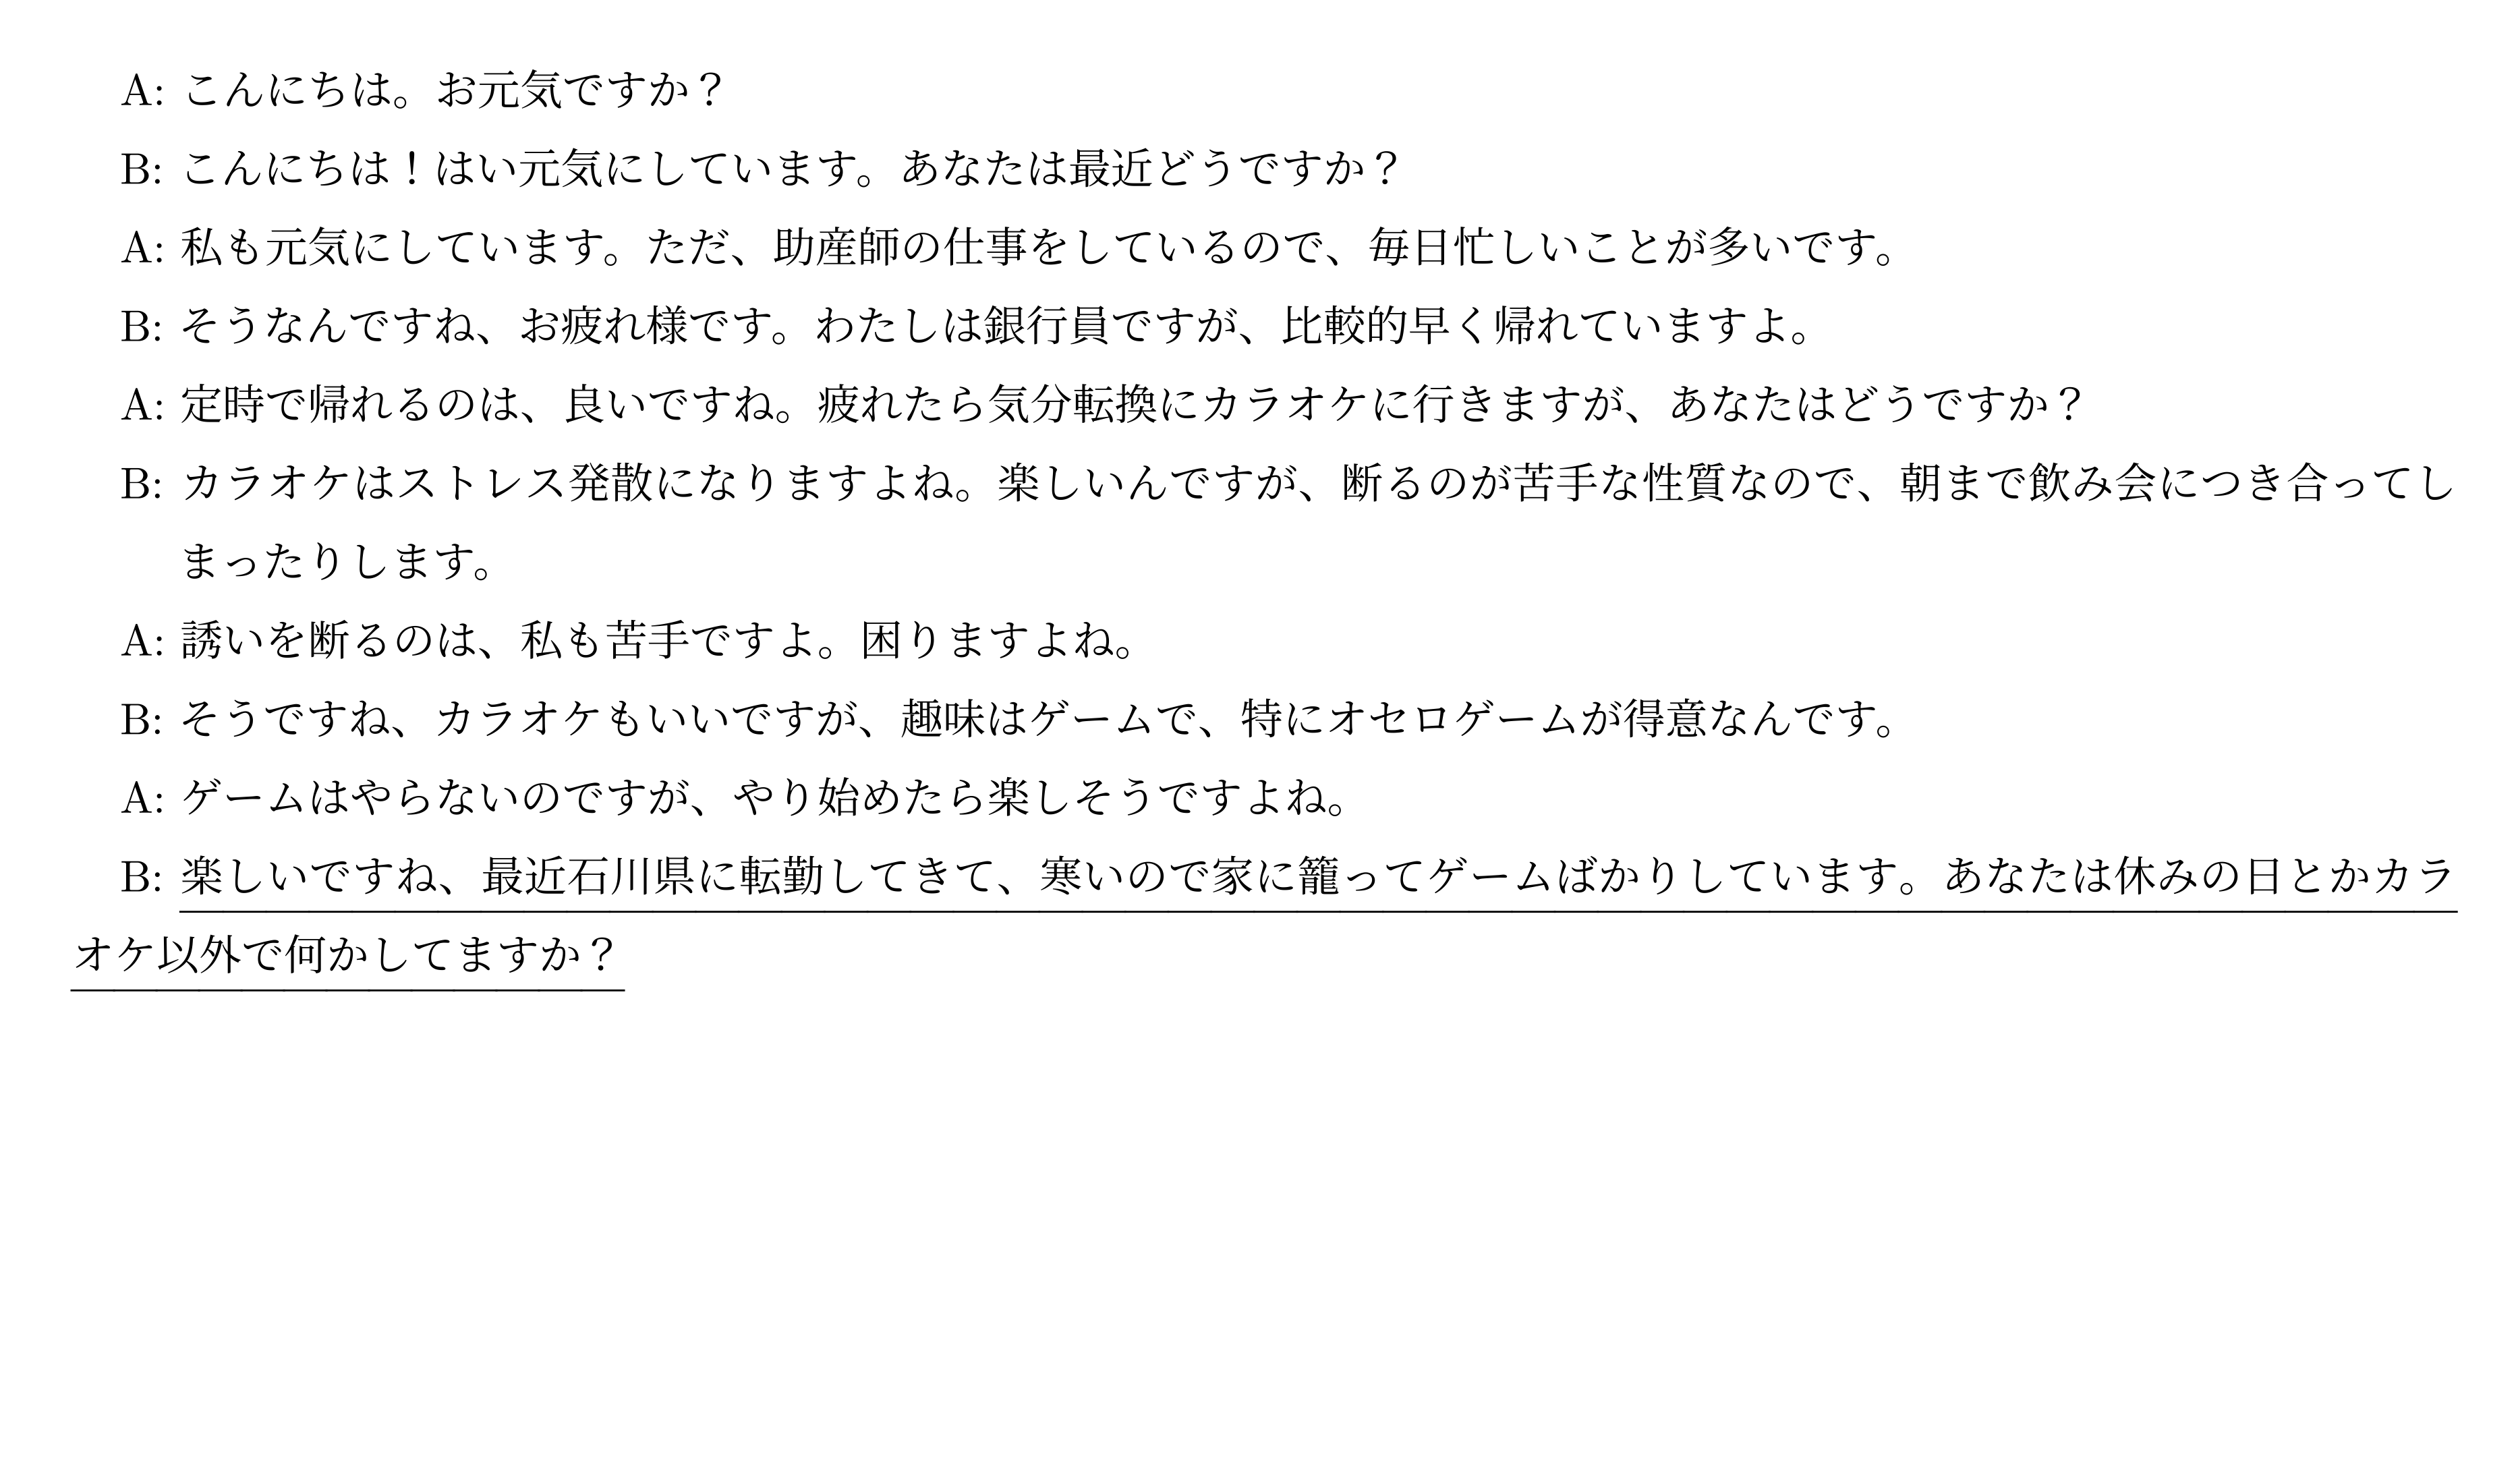 A: こんにちは。お元気ですか？
B: こんにちは！はい元気にしています。あなたは最近どうですか？
A: 私も元気にしています。ただ、助産師の仕事をしているので、毎日忙しいことが多いです。
B: そうなんですね、お疲れ様です。わたしは銀行員ですが、比較的早く帰れていますよ。
A: 定時で帰れるのは、良いですね。疲れたら気分転換にカラオケに行きますが、あなたはどうですか？
B: カラオケはストレス発散になりますよね。楽しいんですが、断るのが苦手な性質なので、朝まで飲み会につき合ってし
まったりします。
A: 誘いを断るのは、私も苦手ですよ。困りますよね。
B: そうですね、カラオケもいいですが、趣味はゲームで、特にオセロゲームが得意なんです。
A: ゲームはやらないのですが、やり始めたら楽しそうですよね。
B: 楽しいですね、最近石川県に転勤してきて、寒いので家に籠ってゲームばかりしています。あなたは休みの日とかカラ
オケ以外で何かしてますか？